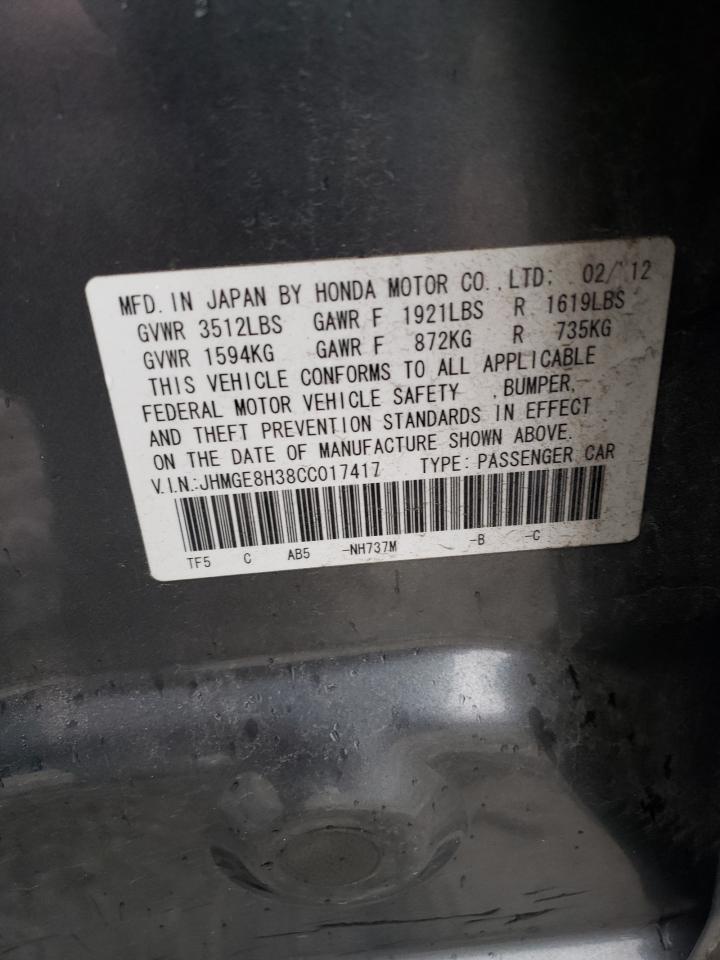 MFD. IN JAPAN BY HONDA MOTOR CO., LTD; 02/'12
GVWR 3512LBS GAWR F 1921LBS R 1619LBS
GVWR 1594KG GAWR F 872KG R 735KG
THIS VEHICLE CONFORMS TO ALL APPLICABLE
FEDERAL MOTOR VEHICLE SAFETY , BUMPER,
AND THEFT PREVENTION STANDARDS IN EFFECT
ON THE DATE OF MANUFACTURE SHOWN ABOVE.
V.I.N.:JHMGE8H38CC017417 TYPE: PASSENGER CAR
TF5 C AB5 -NH737M -B -C